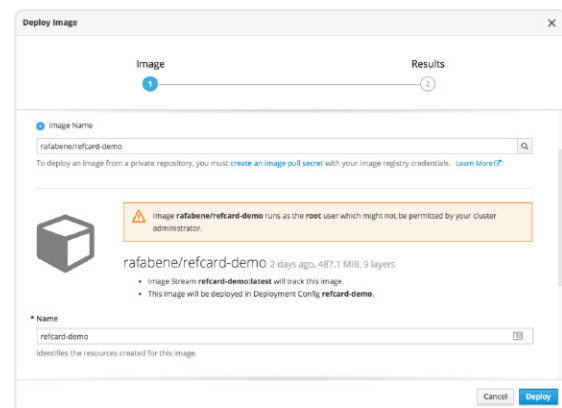 Deploy Image
Image
Results
1
2
Image Name
rafabene/refcard-demo
To deploy an image from a private repository, you must create an image pull secret with your image registry credentials. Learn More
Image rafabene/refcard-demo runs as the root user which might not be permitted by your cluster
administrator.
rafabene/refcard-demo 2 days ago, 487.1 MiB, 9 layers
• Image Stream refcard-demo:latest will track this image.
• This image will be deployed in Deployment Config refcard-demo.
* Name
refcard-demo
Identifies the resources created for this image.
Cancel
Deploy